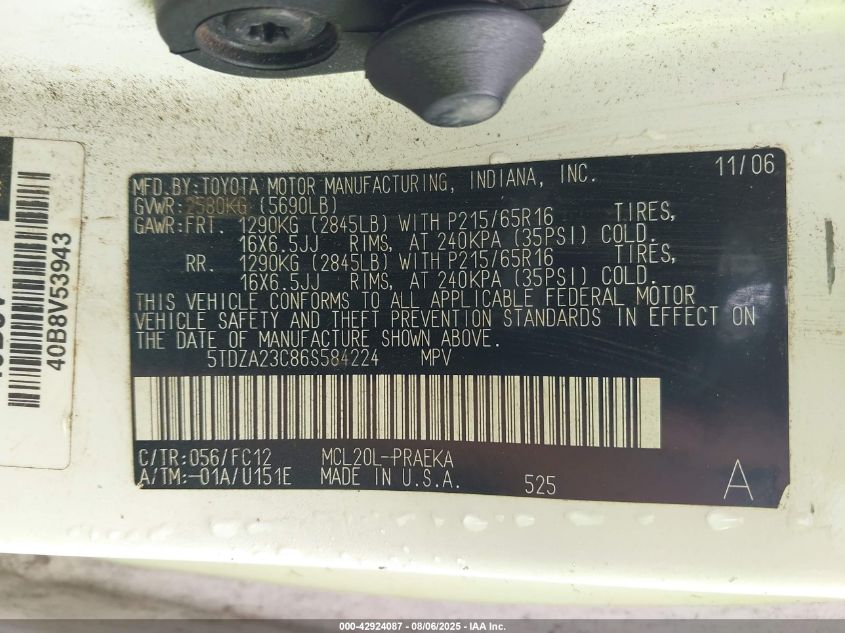 11/06
MFD.BY:TOYOTA MOTOR MANUFACTURING, INDIANA, INC.
GVWR:2580KG (5690LB)
GAWR:FRT. 1290KG (2845LB) WITH P215/65R16 TIRES,
16X6.5JJ RIMS, AT 240KPA (35PSI) COLD.
RR. 1290KG (2845LB) WITH P215/65R16 TIRES,
16X6.5JJ RIMS, AT 240KPA (35PSI) COLD.
THIS VEHICLE CONFORMS TO ALL APPLICABLE FEDERAL MOTOR
VEHICLE SAFETY AND THEFT PREVENTION STANDARDS IN EFFECT ON
THE DATE OF MANUFACTURE SHOWN ABOVE.
5TDZA23C86S584224 MPV
C/TR:056/FC12 MCL20L-PRAEKA
A/TM:-01A/U151E MADE IN U.S.A. 525 A
40B8V53943
000-42924087 - 08/06/2025 - IAA Inc.